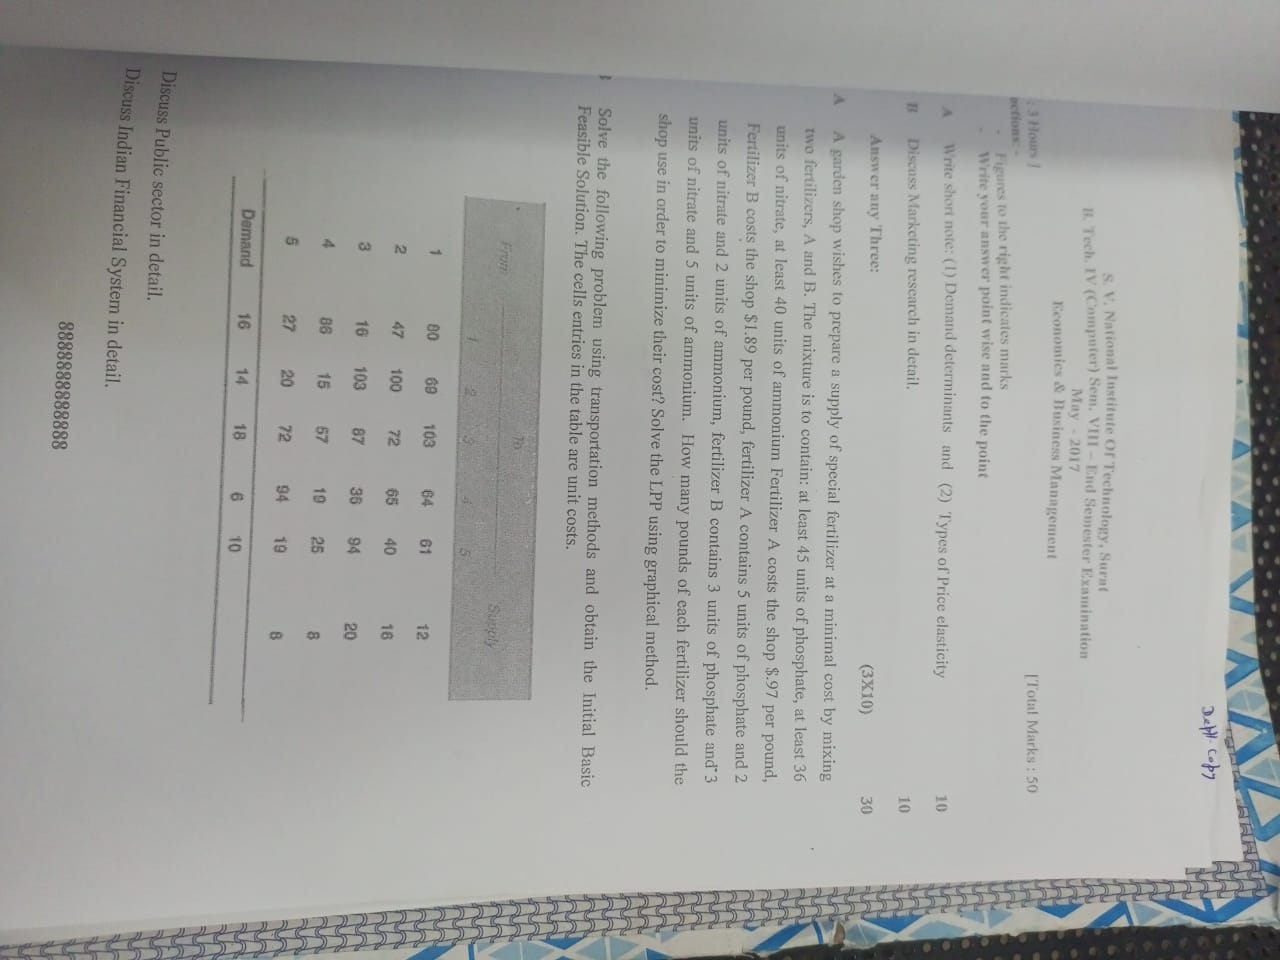 Dept. Copy
S. V. National Institute Of Technology, Surat
B. Tech. IV (Computer) Sem. VIII – End Semester Examination
May - 2017
Economics & Business Management
: 3 Hours ] [Total Marks : 50
uctions: -
- Figures to the right indicates marks
- Write your answer point wise and to the point
A Write short note: (1) Demand determinants and (2) Types of Price elasticity 10
B Discuss Marketing research in detail. 10
Answer any Three: (3X10) 30
A A garden shop wishes to prepare a supply of special fertilizer at a minimal cost by mixing
two fertilizers, A and B. The mixture is to contain: at least 45 units of phosphate, at least 36
units of nitrate, at least 40 units of ammonium Fertilizer A costs the shop $.97 per pound,
Fertilizer B costs the shop $1.89 per pound, fertilizer A contains 5 units of phosphate and 2
units of nitrate and 2 units of ammonium, fertilizer B contains 3 units of phosphate and 3
units of nitrate and 5 units of ammonium. How many pounds of each fertilizer should the
shop use in order to minimize their cost? Solve the LPP using graphical method.
Solve the following problem using transportation methods and obtain the Initial Basic
Feasible Solution. The cells entries in the table are unit costs.
To
From 1 2 3 4 5 Supply
1 80 69 103 64 61 12
2 47 100 72 65 40 16
3 16 103 87 36 94 20
4 86 15 57 19 25 8
5 27 20 72 94 19 8
Demand 16 14 18 6 10
Discuss Public sector in detail.
Discuss Indian Financial System in detail.
8888888888888